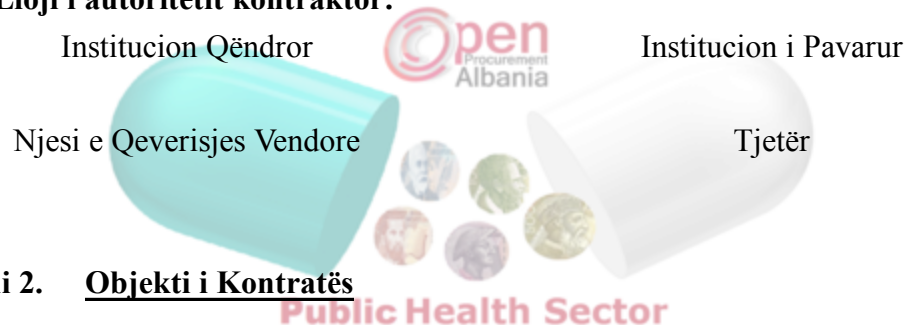 Lloji i autoritetit kontraktor:
Institucion Qëndror Institucion i Pavarur
Open
Procurement
Albania
Njesi e Qeverisjes Vendore Tjetër
i 2. Objekti i Kontratës
Public Health Sector